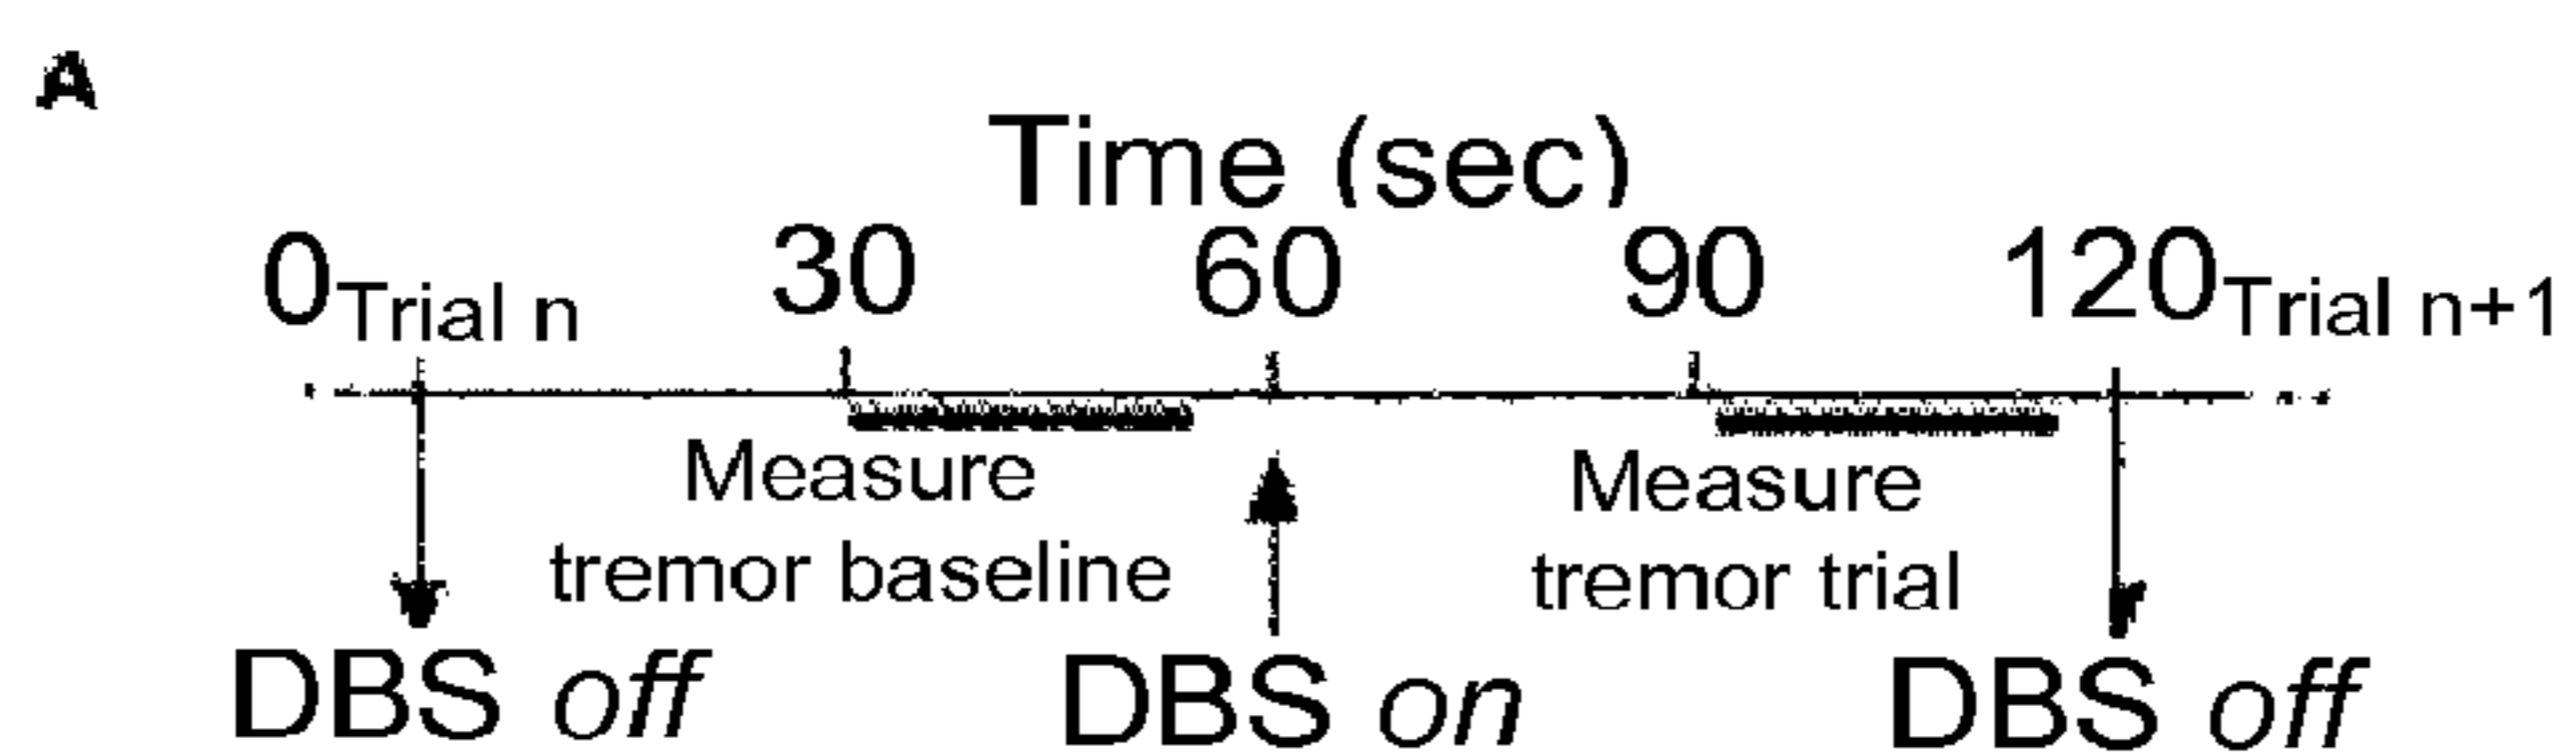 A
Time (sec)
0 Trial n 30 60 90 120 Trial n+1
Measure Measure
tremor baseline tremor trial
DBS off DBS on DBS off